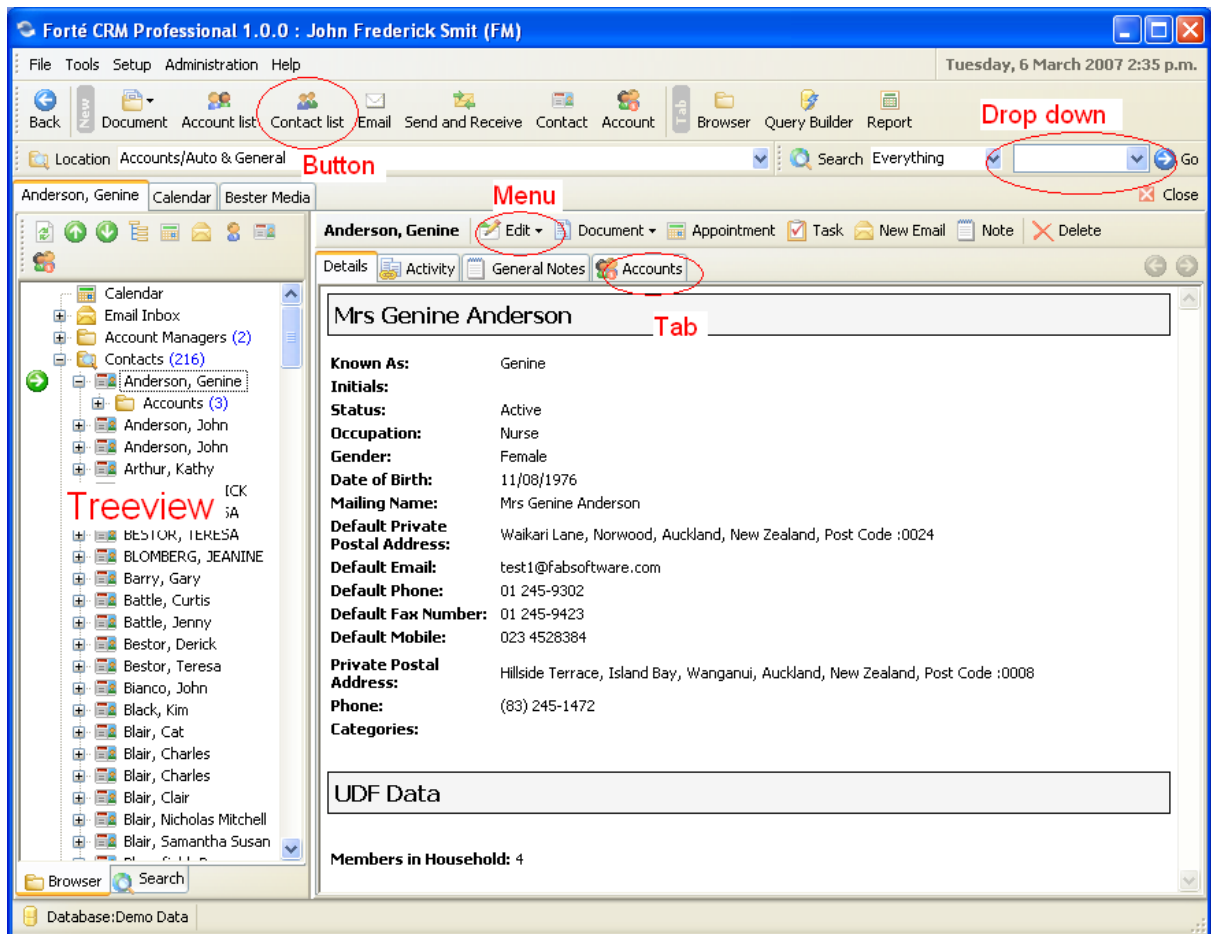 Forté CRM Professional 1.0.0 : John Frederick Smit (FM)
File Tools Setup Administration Help
Tuesday, 6 March 2007 2:35 p.m.
Back New Document Account list Contact list Email Send and Receive Contact Account Tab Browser Query Builder Report
Drop down
Location Accounts/Auto & General
Search Everything Go
Button
Anderson, Genine Calendar Bester Media
Menu
Close
Anderson, Genine Edit Document Appointment Task New Email Note Delete
Details Activity General Notes Accounts
Tab
Calendar
Email Inbox
Account Managers (2)
Contacts (216)
Anderson, Genine
Accounts (3)
Anderson, John
Anderson, John
Arthur, Kathy
ICK
Treeview
BESTOR, TERESA
BLOMBERG, JEANINE
Barry, Gary
Battle, Curtis
Battle, Jenny
Bestor, Derick
Bestor, Teresa
Bianco, John
Black, Kim
Blair, Cat
Blair, Charles
Blair, Charles
Blair, Clair
Blair, Nicholas Mitchell
Blair, Samantha Susan
Browser Search
Mrs Genine Anderson
Known As: Genine
Initials:
Status: Active
Occupation: Nurse
Gender: Female
Date of Birth: 11/08/1976
Mailing Name: Mrs Genine Anderson
Default Private
Postal Address: Waikari Lane, Norwood, Auckland, New Zealand, Post Code :0024
Default Email: test1@fabsoftware.com
Default Phone: 01 245-9302
Default Fax Number: 01 245-9423
Default Mobile: 023 4528384
Private Postal
Address: Hillside Terrace, Island Bay, Wanganui, Auckland, New Zealand, Post Code :0008
Phone: (83) 245-1472
Categories:
UDF Data
Members in Household: 4
Database:Demo Data